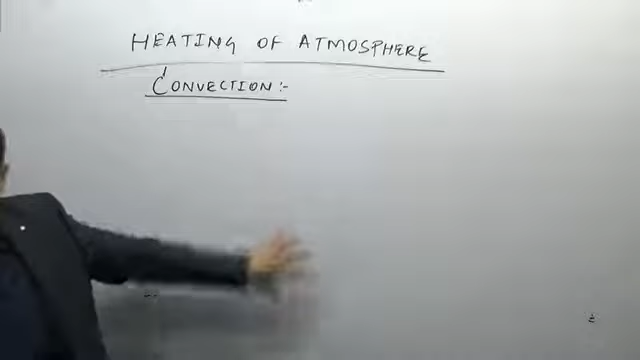 HEATING OF ATMOSPHERE
CONVECTION :-